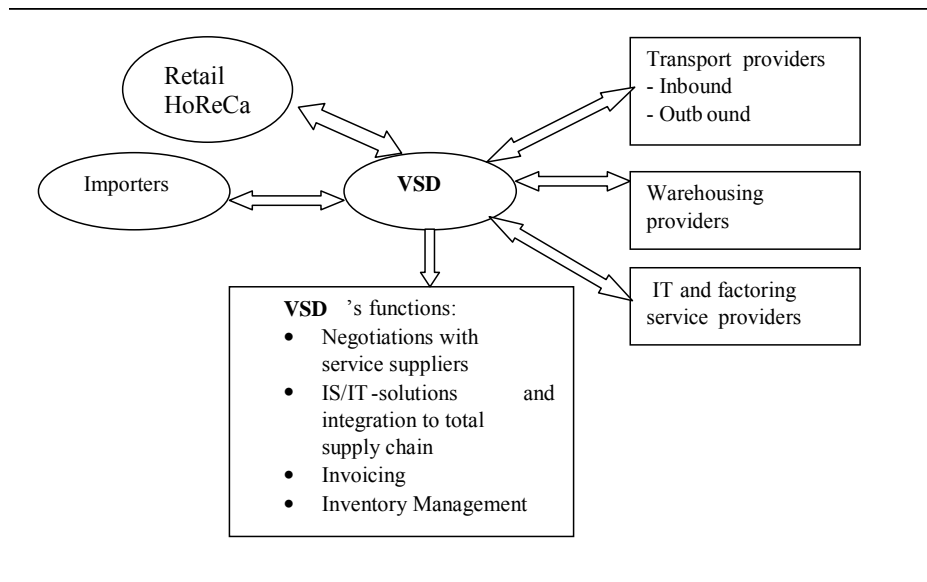 Retail
HoReCa
Transport providers
- Inbound
- Outb ound
Importers
VSD
Warehousing
providers
IT and factoring
service providers
VSD 's functions:
• Negotiations with
service suppliers
• IS/IT -solutions and
integration to total
supply chain
• Invoicing
• Inventory Management